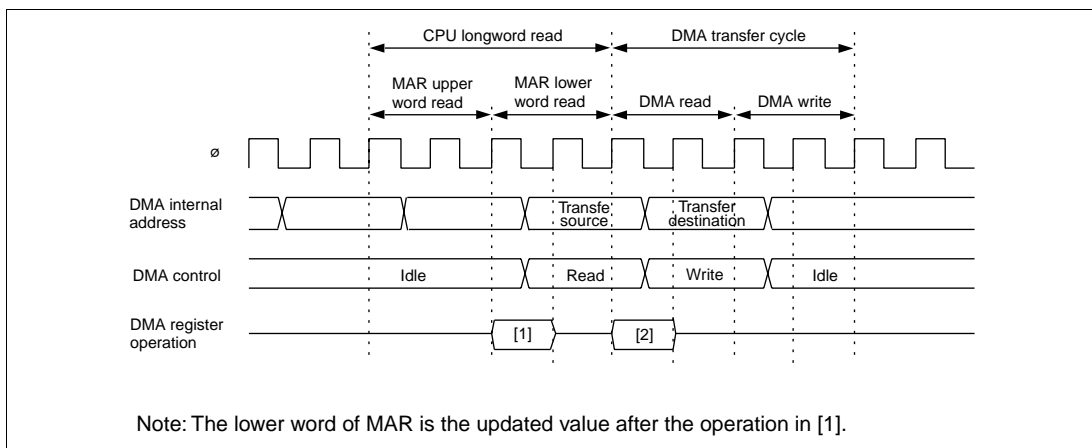 CPU longword read
DMA transfer cycle
MAR upper
word read
MAR lower
word read
DMA read
DMA write
ø
DMA internal
address
Transfe
source
Transfer
destination
DMA control
Idle
Read
Write
Idle
DMA register
operation
[1]
[2]
Note: The lower word of MAR is the updated value after the operation in [1].